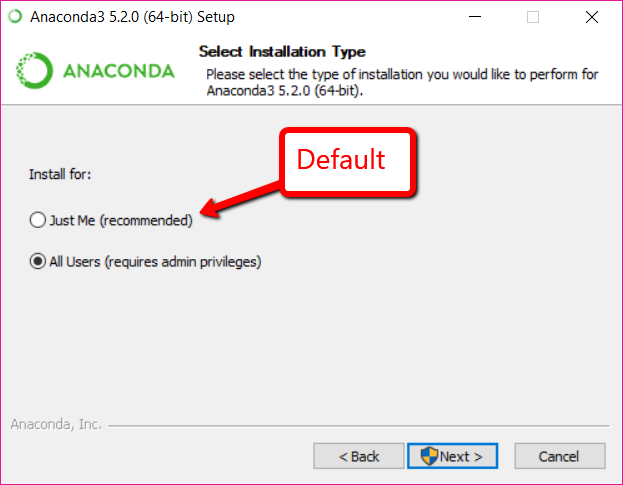 Anaconda3 5.2.0 (64-bit) Setup
Select Installation Type
ANACONDA
Please select the type of installation you would like to perform for
Anaconda3 5.2.0 (64-bit).
Default
Install for:
Just Me (recommended)
All Users (requires admin privileges)
Anaconda, Inc.
< Back
Next >
Cancel